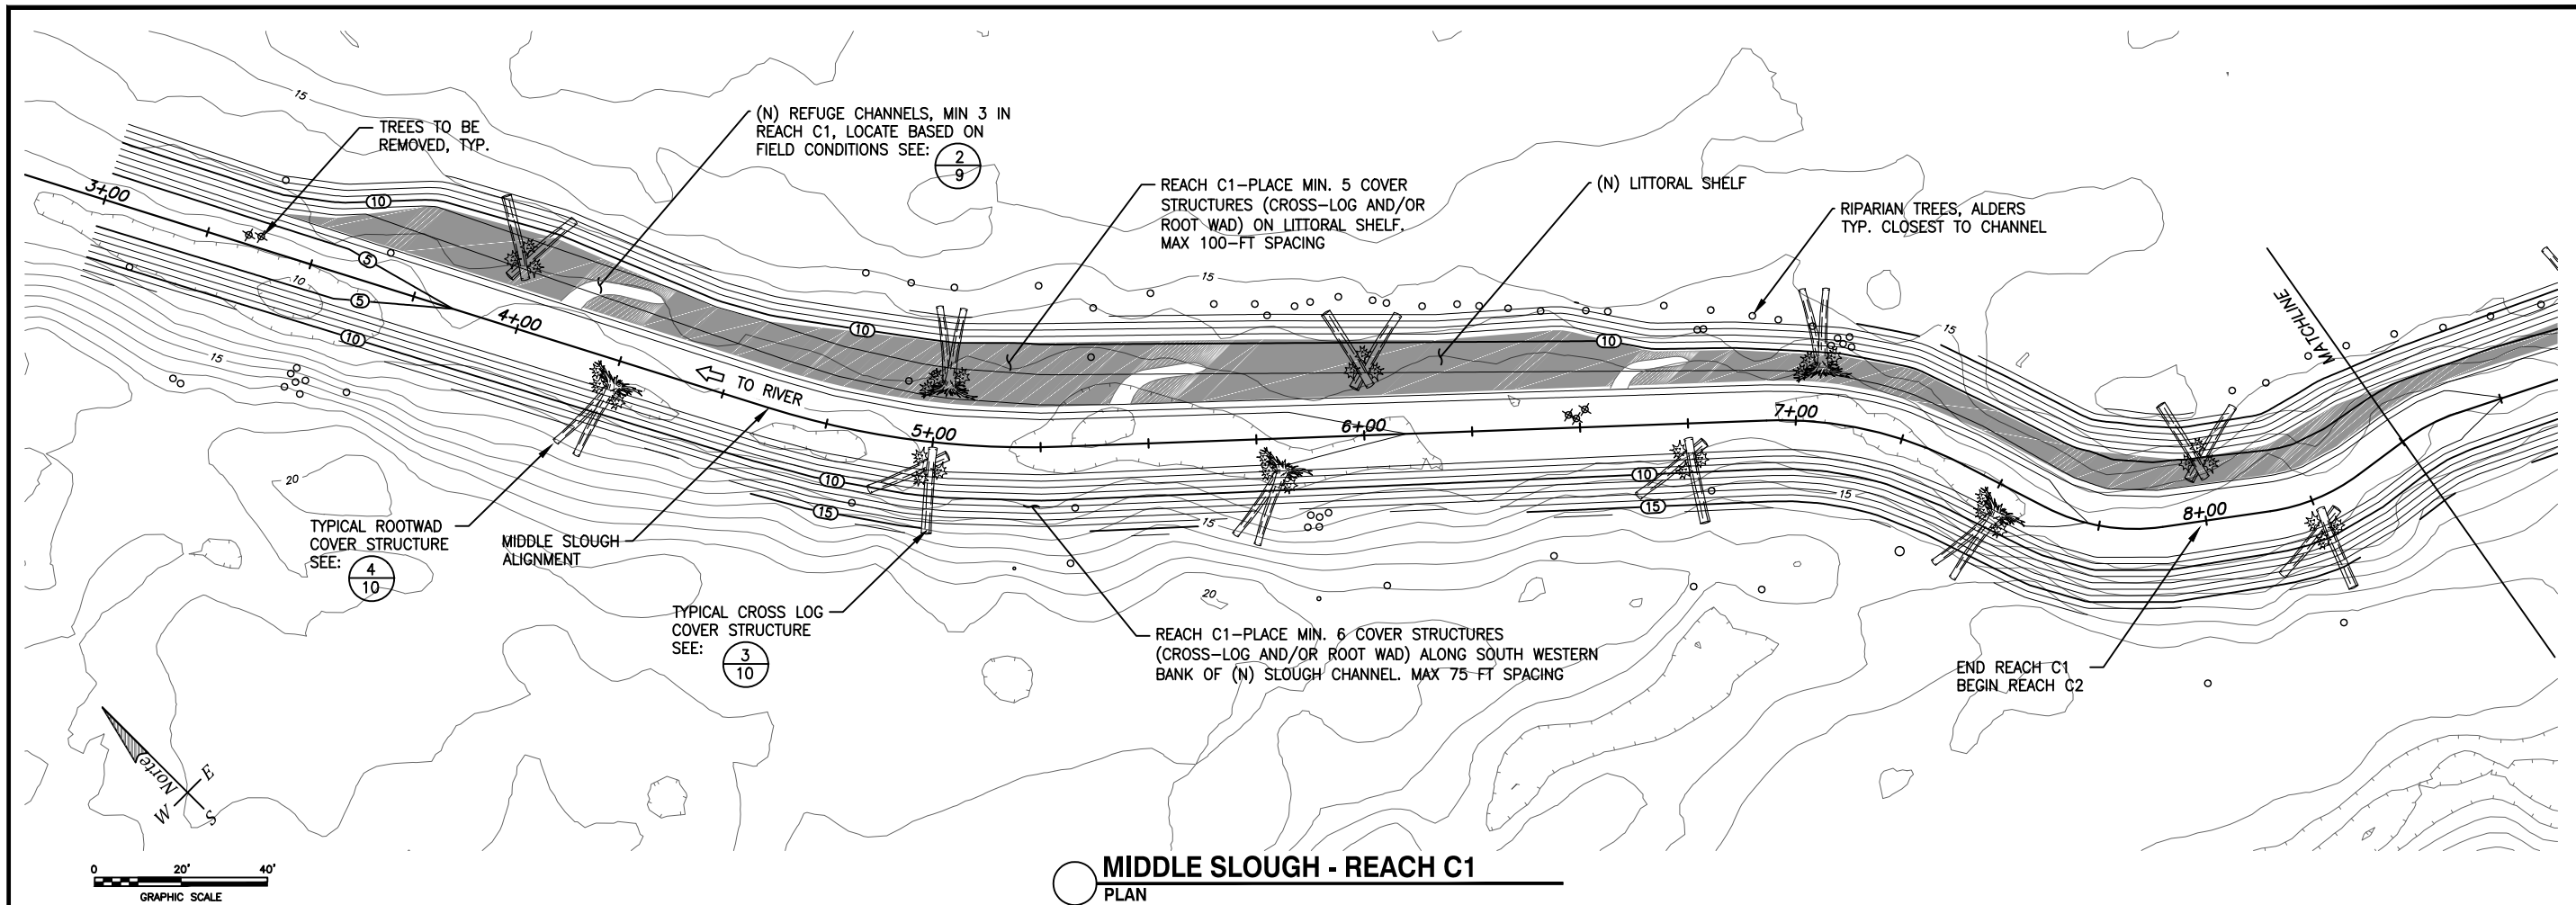 15
TREES TO BE
REMOVED, TYP.
(N) REFUGE CHANNELS, MIN 3 IN
REACH C1, LOCATE BASED ON
FIELD CONDITIONS SEE:
2
9
REACH C1-PLACE MIN. 5 COVER
STRUCTURES (CROSS-LOG AND/OR
ROOT WAD) ON LITTORAL SHELF.
MAX 100-FT SPACING
(N) LITTORAL SHELF
RIPARIAN TREES, ALDERS
TYP. CLOSEST TO CHANNEL
MATCHLINE
3+00
10
5
10
5
10
15
4+00
10
15
10
15
TO RIVER
5+00
6+00
7+00
8+00
10
15
10
15
15
15
20
20
TYPICAL ROOTWAD
COVER STRUCTURE
SEE:
4
10
MIDDLE SLOUGH
ALIGNMENT
TYPICAL CROSS LOG
COVER STRUCTURE
SEE:
3
10
REACH C1-PLACE MIN. 6 COVER STRUCTURES
(CROSS-LOG AND/OR ROOT WAD) ALONG SOUTH WESTERN
BANK OF (N) SLOUGH CHANNEL. MAX 75 FT SPACING
END REACH C1
BEGIN REACH C2
Norte
E
W
S
0 20' 40'
GRAPHIC SCALE
MIDDLE SLOUGH - REACH C1
PLAN